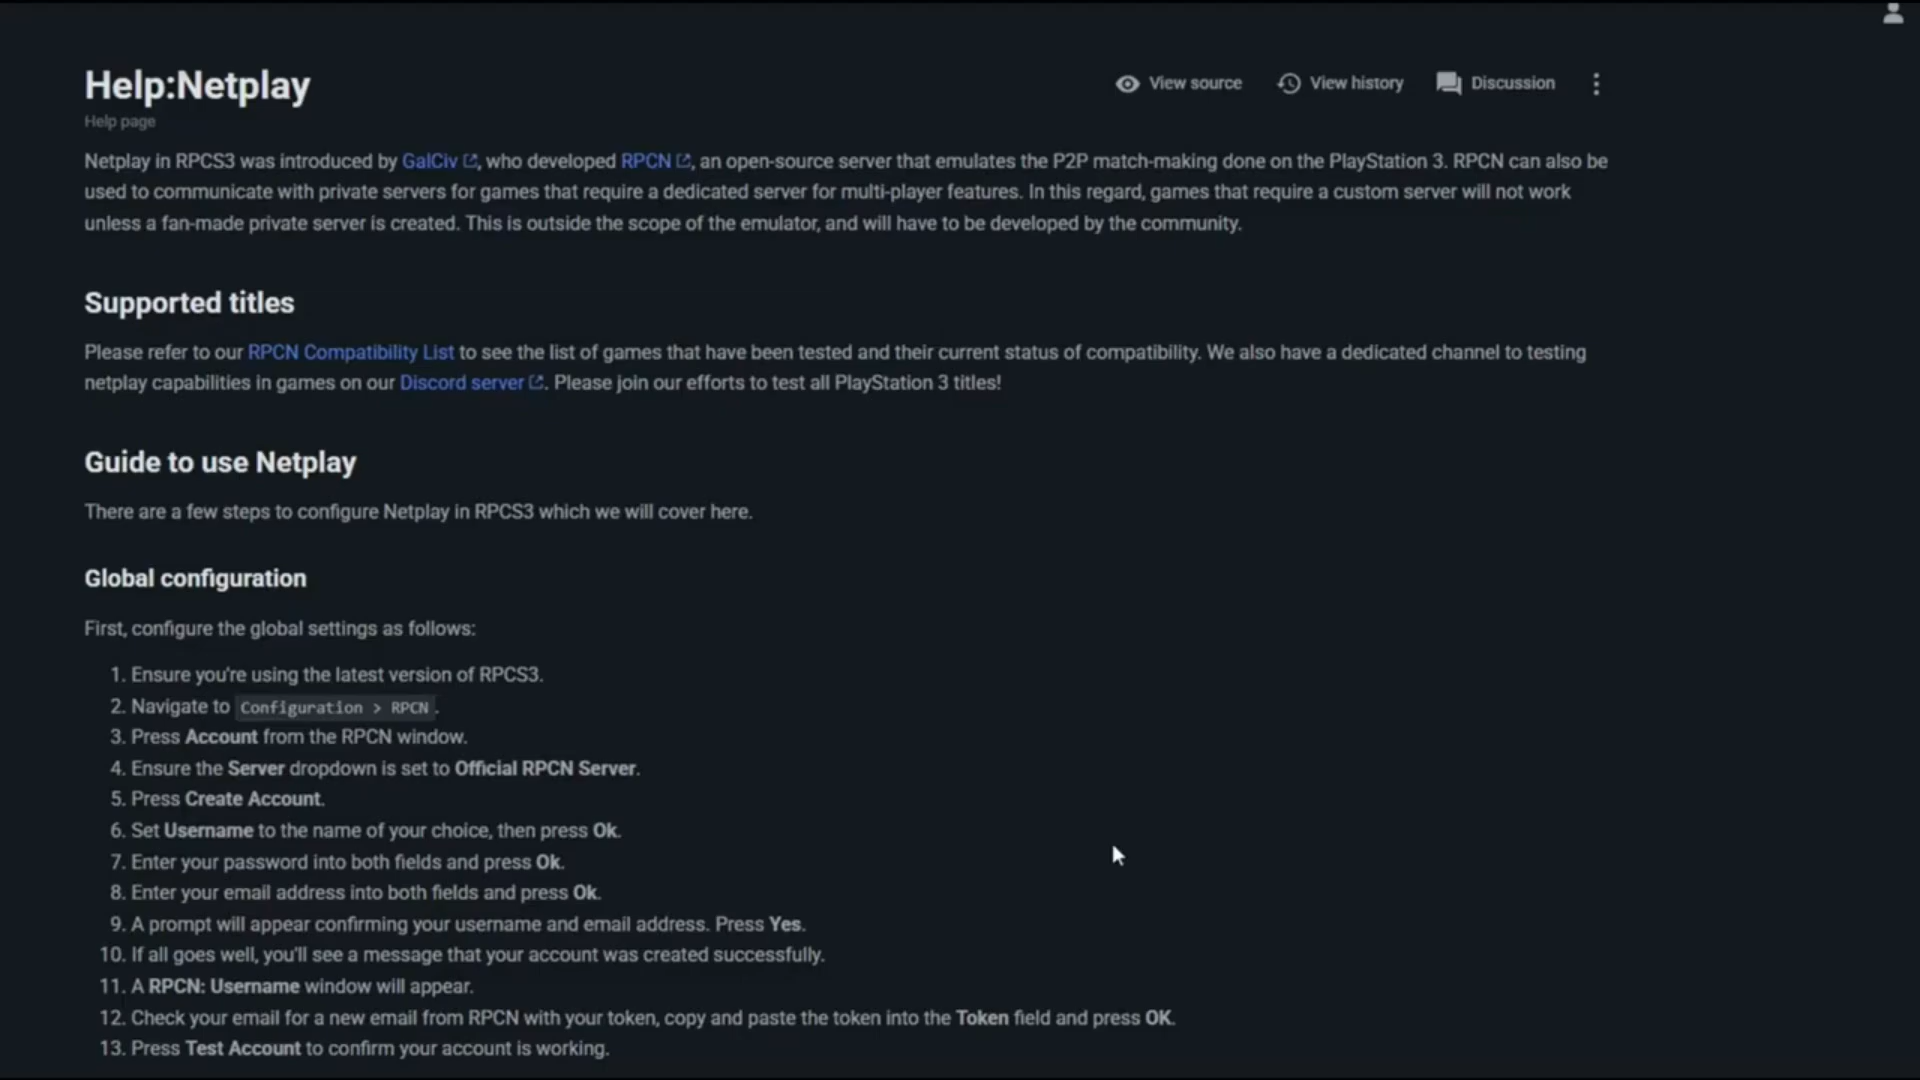 Help:Netplay
View source
View history
Discussion
Help page
Netplay in RPCS3 was introduced by GalCiv, who developed RPCN, an open-source server that emulates the P2P match-making done on the PlayStation 3. RPCN can also be
used to communicate with private servers for games that require a dedicated server for multi-player features. In this regard, games that require a custom server will not work
unless a fan-made private server is created. This is outside the scope of the emulator, and will have to be developed by the community.
Supported titles
Please refer to our RPCN Compatibility List to see the list of games that have been tested and their current status of compatibility. We also have a dedicated channel to testing
netplay capabilities in games on our Discord server. Please join our efforts to test all PlayStation 3 titles!
Guide to use Netplay
There are a few steps to configure Netplay in RPCS3 which we will cover here.
Global configuration
First, configure the global settings as follows:
1. Ensure you're using the latest version of RPCS3.
2. Navigate to Configuration > RPCN.
3. Press Account from the RPCN window.
4. Ensure the Server dropdown is set to Official RPCN Server.
5. Press Create Account.
6. Set Username to the name of your choice, then press Ok.
7. Enter your password into both fields and press Ok.
8. Enter your email address into both fields and press Ok.
9. A prompt will appear confirming your username and email address. Press Yes.
10. If all goes well, you'll see a message that your account was created successfully.
11. A RPCN: Username window will appear.
12. Check your email for a new email from RPCN with your token, copy and paste the token into the Token field and press OK.
13. Press Test Account to confirm your account is working.